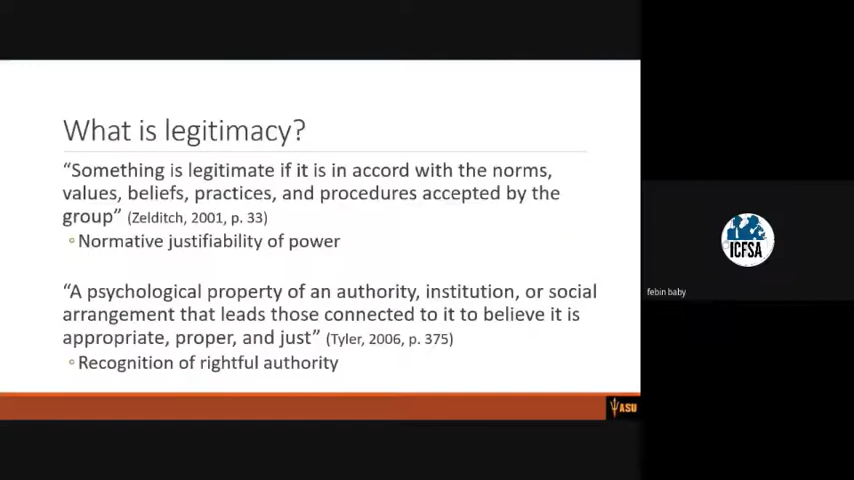 What is legitimacy?
“Something is legitimate if it is in accord with the norms,
values, beliefs, practices, and procedures accepted by the
group” (Zelditch, 2001, p. 33)
◦Normative justifiability of power
“A psychological property of an authority, institution, or social
arrangement that leads those connected to it to believe it is
appropriate, proper, and just” (Tyler, 2006, p. 375)
◦Recognition of rightful authority
ASU
ICFSA
febin baby